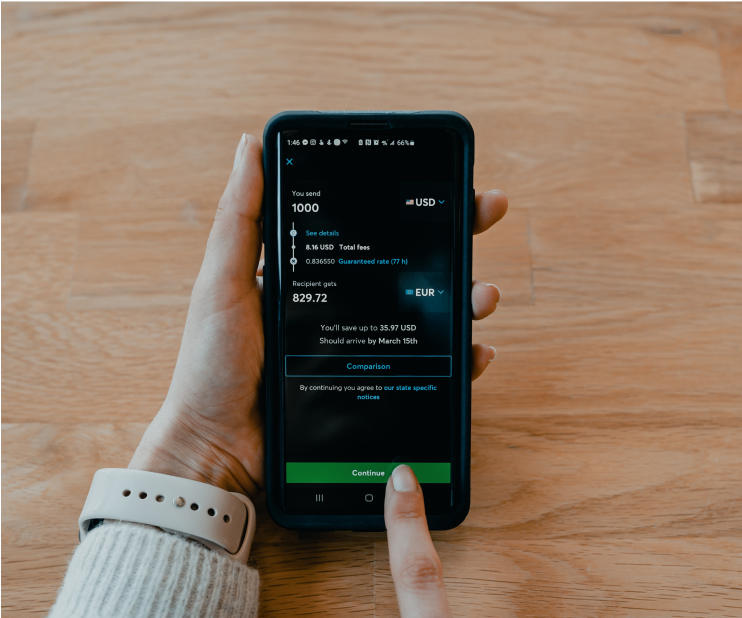 1:46 66%
You send
1000 USD
See details
8.16 USD Total fees
0.836550 Guaranteed rate (77 h)
Recipient gets
829.72 EUR
You'll save up to 35.97 USD
Should arrive by March 15th
Comparison
By continuing you agree to our state specific
notices
Continue